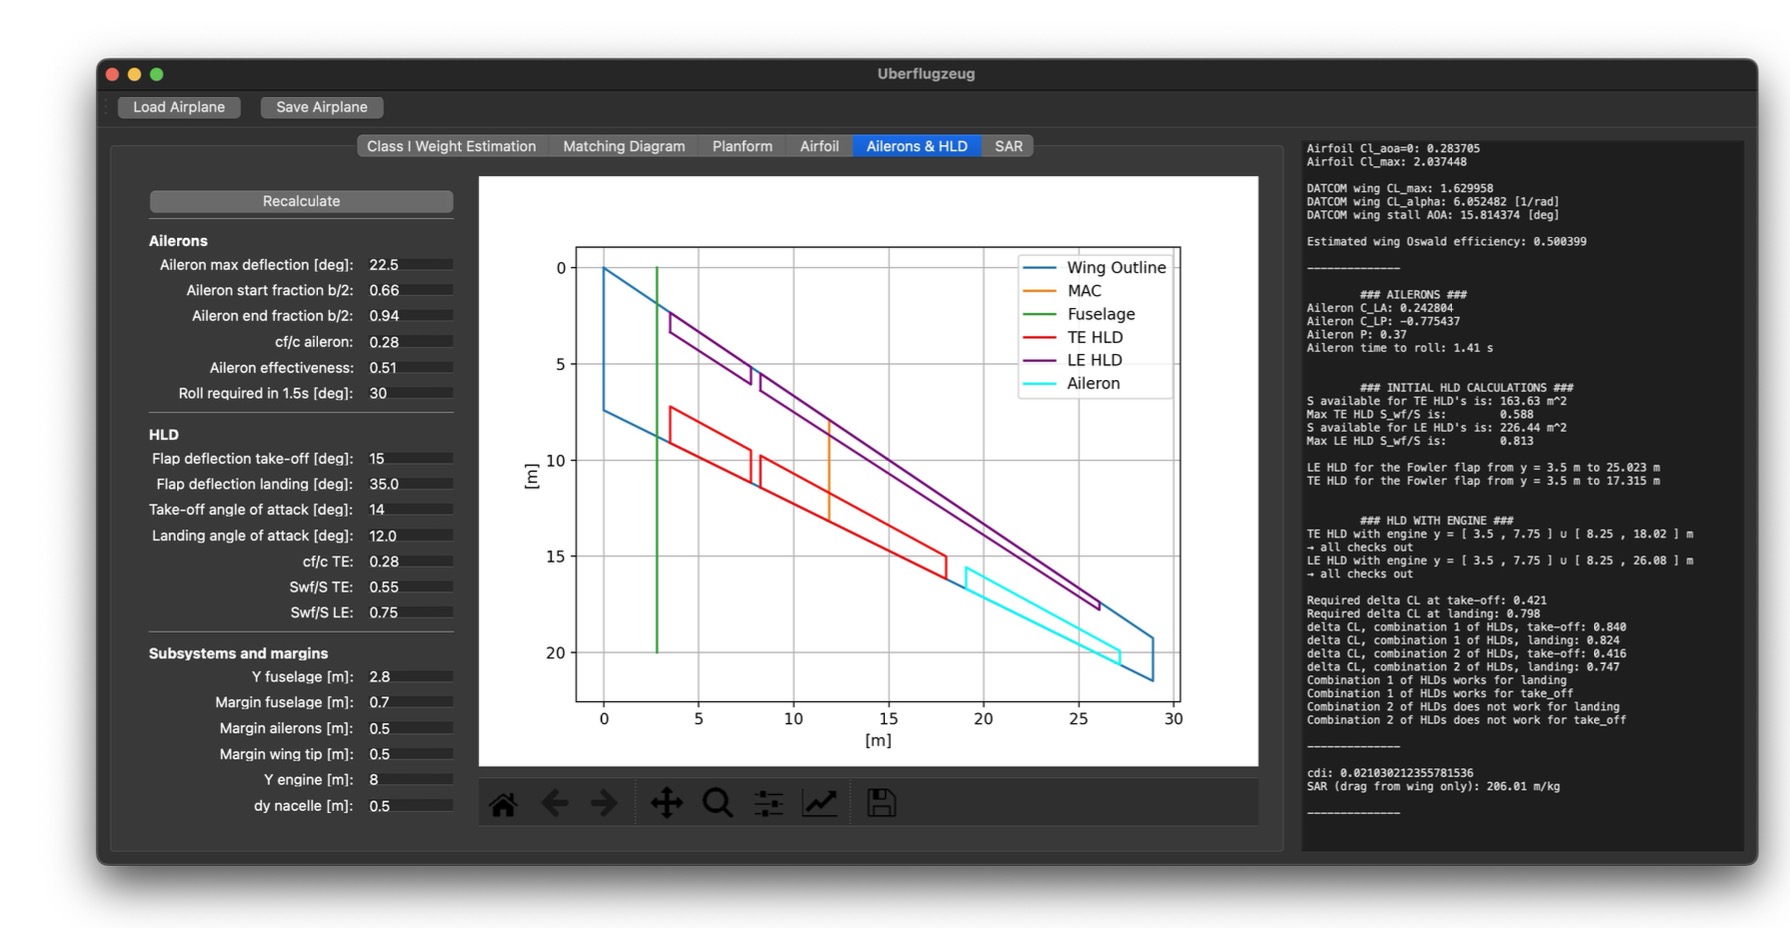 Uberflugzeug
Load Airplane
Save Airplane
Class I Weight Estimation
Matching Diagram
Planform
Airfoil
Ailerons & HLD
SAR
Recalculate
Ailerons
Aileron max deflection [deg]: 22.5
Aileron start fraction b/2: 0.66
Aileron end fraction b/2: 0.94
cf/c aileron: 0.28
Aileron effectiveness: 0.51
Roll required in 1.5s [deg]: 30
HLD
Flap deflection take-off [deg]: 15
Flap deflection landing [deg]: 35.0
Take-off angle of attack [deg]: 14
Landing angle of attack [deg]: 12.0
cf/c TE: 0.28
Swf/S TE: 0.55
Swf/S LE: 0.75
Subsystems and margins
Y fuselage [m]: 2.8
Margin fuselage [m]: 0.7
Margin ailerons [m]: 0.5
Margin wing tip [m]: 0.5
Y engine [m]: 8
dy nacelle [m]: 0.5
0
5
10
15
20
[m]
0 5 10 15 20 25 30
[m]
Wing Outline
MAC
Fuselage
TE HLD
LE HLD
Aileron
Airfoil Cl_aoa=0: 0.283705
Airfoil Cl_max: 2.037448
DATCOM wing CL_max: 1.629958
DATCOM wing CL_alpha: 6.052482 [1/rad]
DATCOM wing stall AOA: 15.814374 [deg]
Estimated wing Oswald efficiency: 0.500399
——————————————
### AILERONS ###
Aileron C_LA: 0.242804
Aileron C_LP: -0.775437
Aileron P: 0.37
Aileron time to roll: 1.41 s
### INITIAL HLD CALCULATIONS ###
S available for TE HLD's is: 163.63 m^2
Max TE HLD S_wf/S is: 0.588
S available for LE HLD's is: 226.44 m^2
Max LE HLD S_wf/S is: 0.813
LE HLD for the Fowler flap from y = 3.5 m to 25.023 m
TE HLD for the Fowler flap from y = 3.5 m to 17.315 m
### HLD WITH ENGINE ###
TE HLD with engine y = [ 3.5 , 7.75 ] ∪ [ 8.25 , 18.02 ] m
→ all checks out
LE HLD with engine y = [ 3.5 , 7.75 ] ∪ [ 8.25 , 26.08 ] m
→ all checks out
Required delta CL at take-off: 0.421
Required delta CL at landing: 0.798
delta CL, combination 1 of HLDs, take-off: 0.840
delta CL, combination 1 of HLDs, landing: 0.824
delta CL, combination 2 of HLDs, take-off: 0.416
delta CL, combination 2 of HLDs, landing: 0.747
Combination 1 of HLDs works for landing
Combination 1 of HLDs works for take_off
Combination 2 of HLDs does not work for landing
Combination 2 of HLDs does not work for take_off
——————————————
cdi: 0.021030212355781536
SAR (drag from wing only): 206.01 m/kg
——————————————